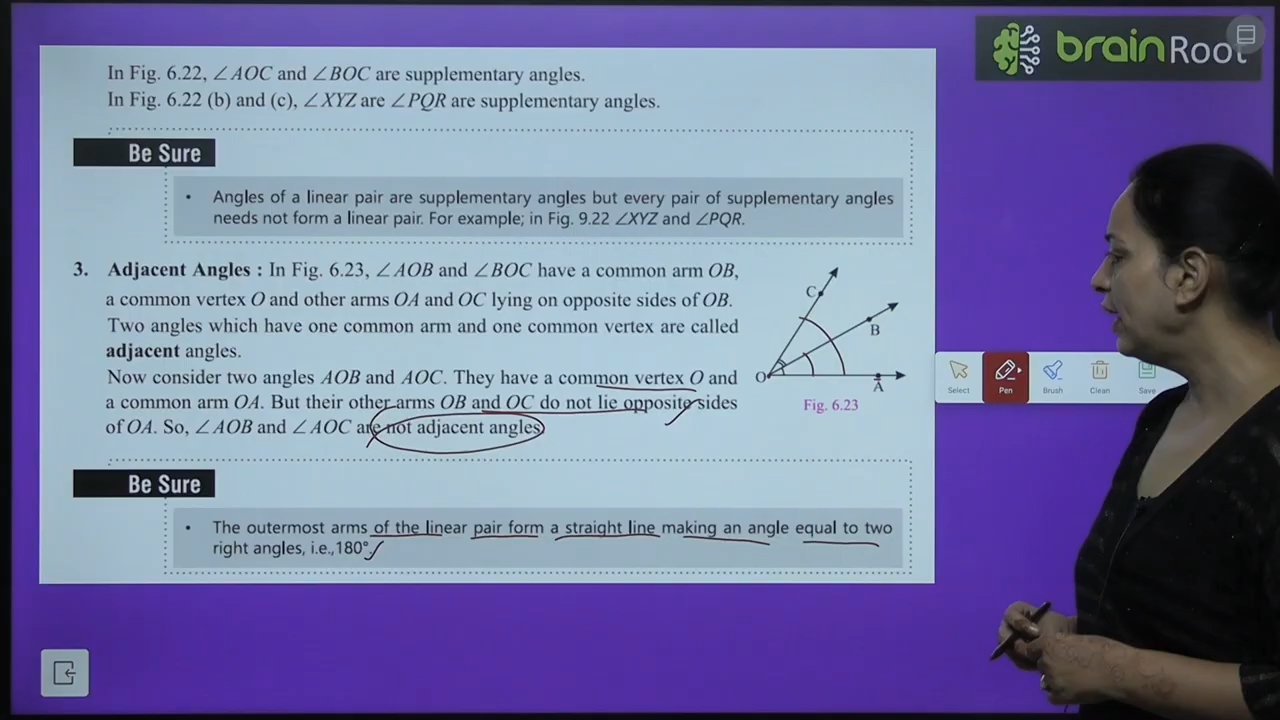 In Fig. 6.22, ∠AOC and ∠BOC are supplementary angles.
In Fig. 6.22 (b) and (c), ∠XYZ are ∠PQR are supplementary angles.
Be Sure
• Angles of a linear pair are supplementary angles but every pair of supplementary angles
needs not form a linear pair. For example; in Fig. 9.22 ∠XYZ and ∠PQR.
3. Adjacent Angles : In Fig. 6.23, ∠AOB and ∠BOC have a common arm OB,
a common vertex O and other arms OA and OC lying on opposite sides of OB.
Two angles which have one common arm and one common vertex are called
adjacent angles.
Now consider two angles AOB and AOC. They have a common vertex O and
a common arm OA. But their other arms OB and OC do not lie opposite sides
of OA. So, ∠AOB and ∠AOC are not adjacent angles
C
B
O
A
Fig. 6.23
Be Sure
• The outermost arms of the linear pair form a straight line making an angle equal to two
right angles, i.e.,180°
brainRoot
Select
Pen
Brush
Clean
Save